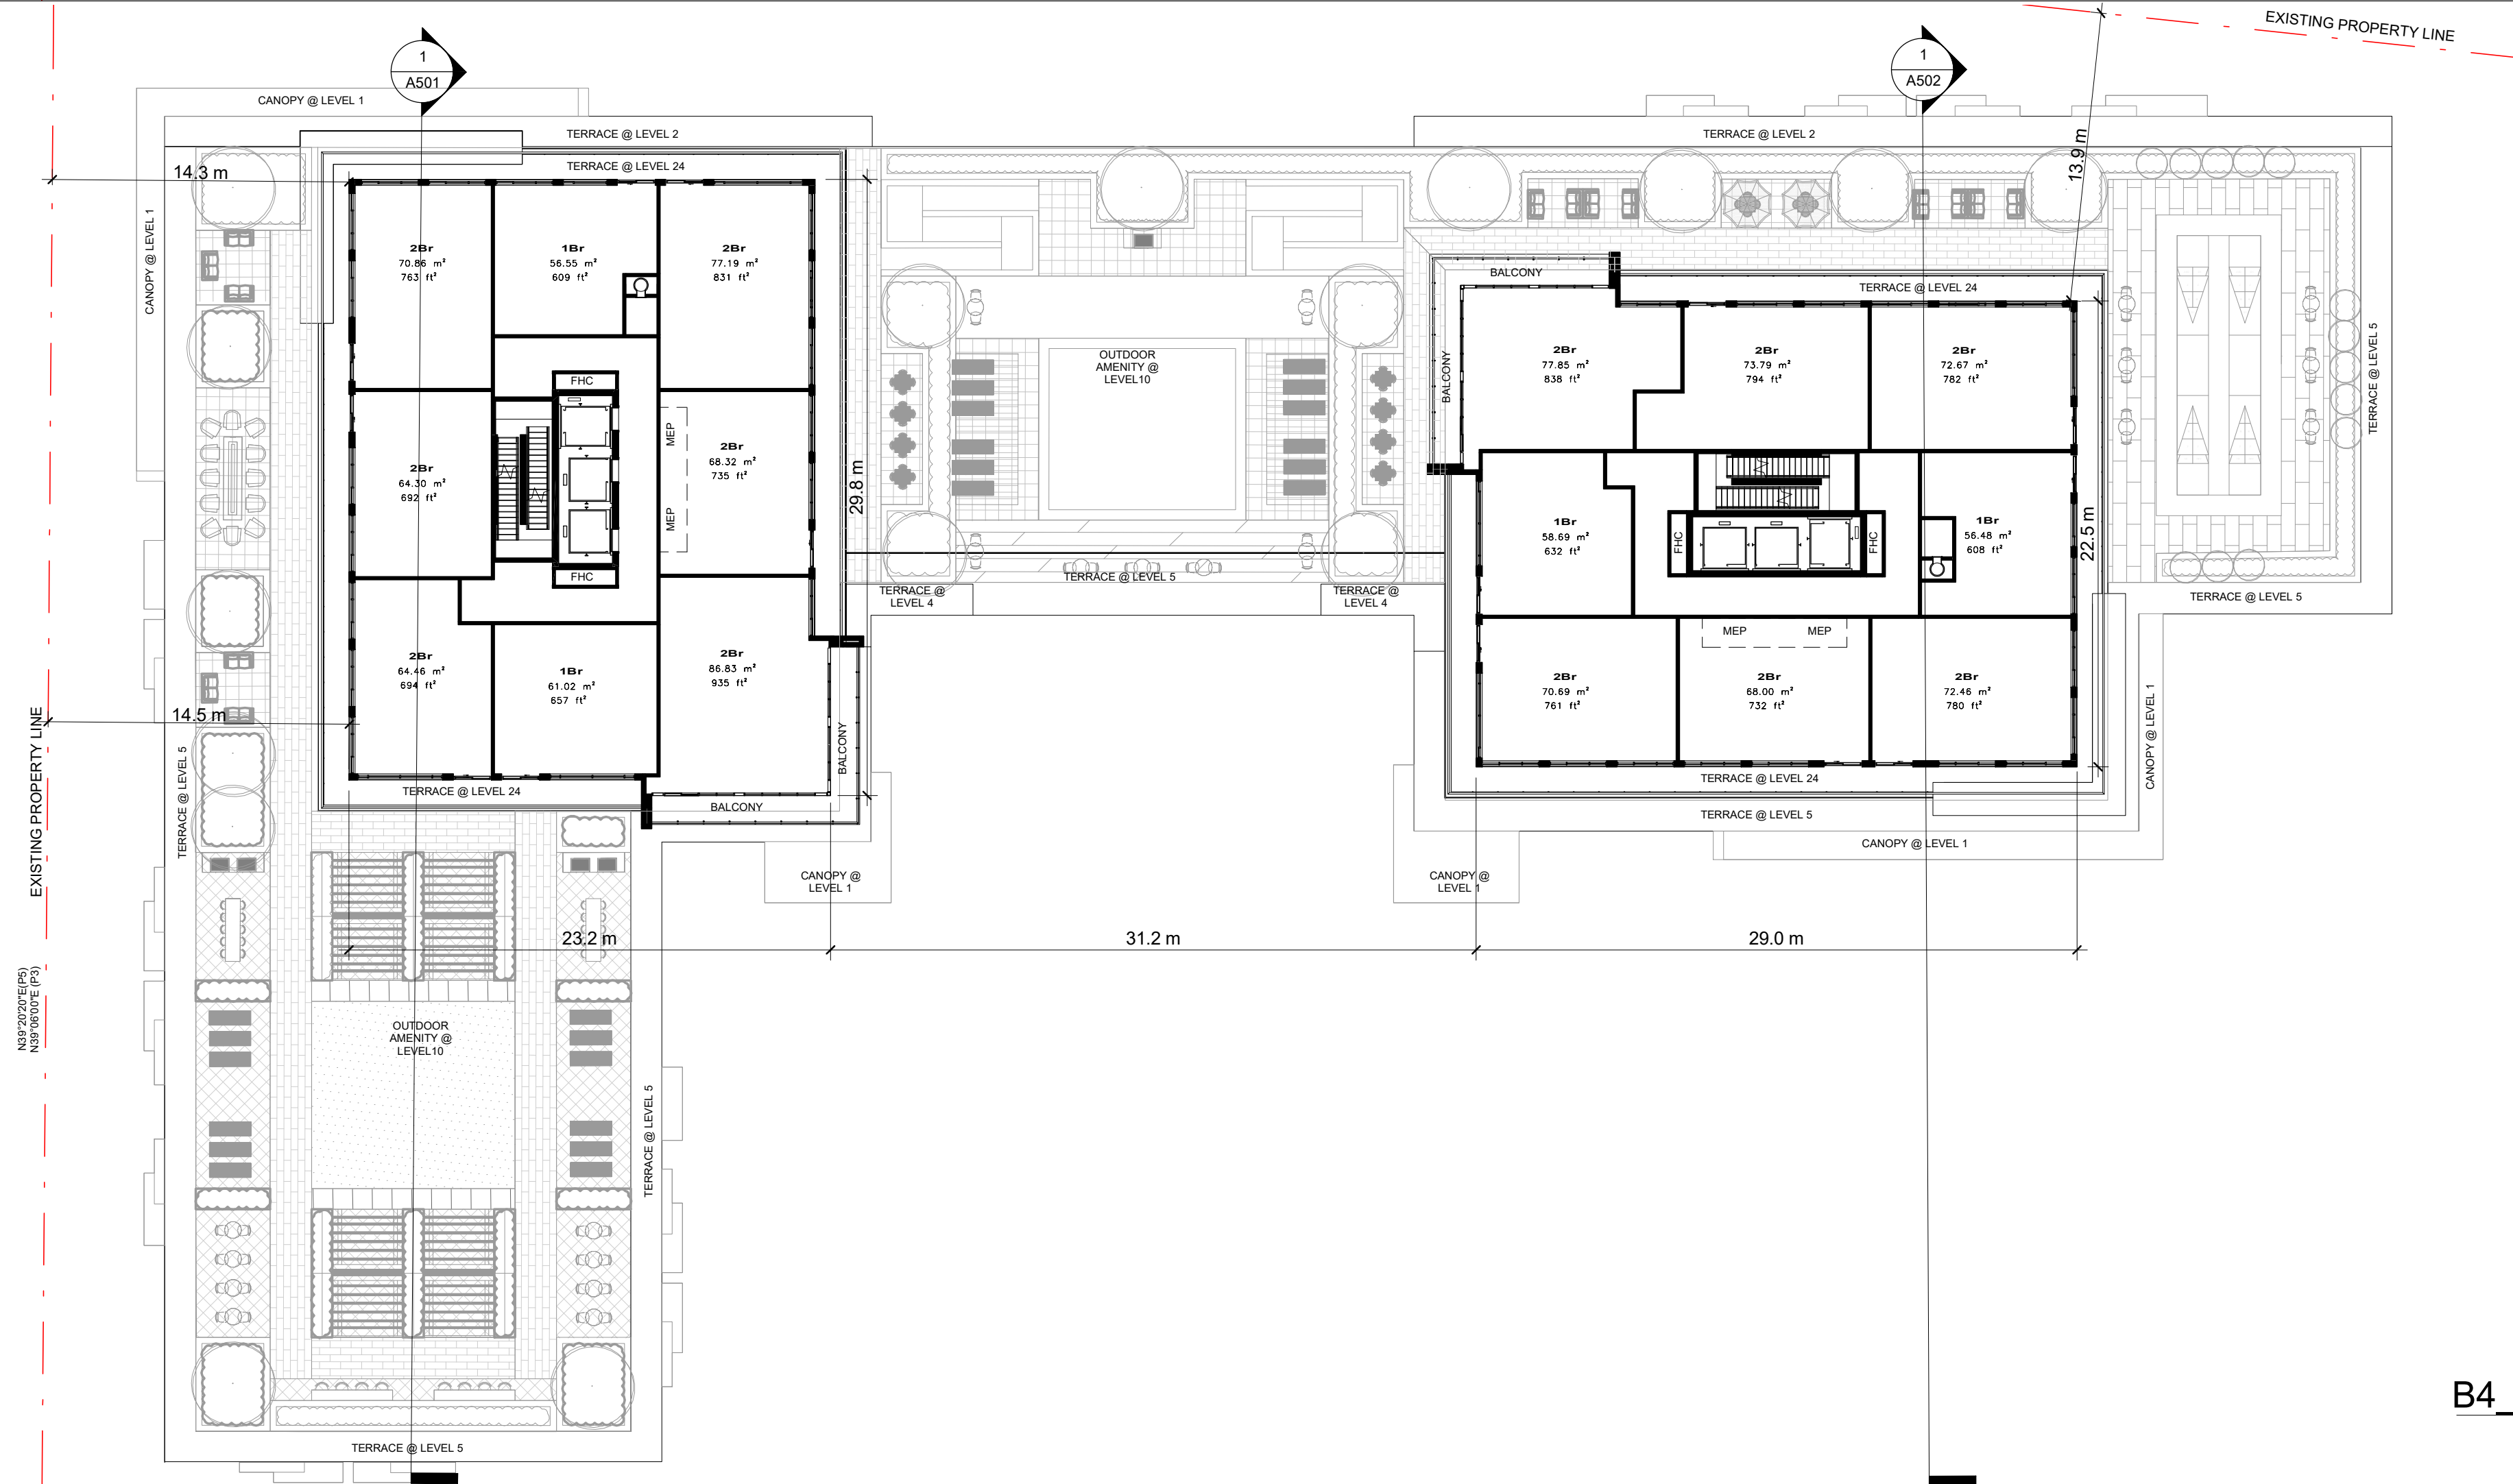 EXISTING PROPERTY LINE
1
A501
1
A502
CANOPY @ LEVEL 1
TERRACE @ LEVEL 2
TERRACE @ LEVEL 2
13.9 m
TERRACE @ LEVEL 24
14.3 m
CANOPY @ LEVEL 1
2Br
70.86 m²
763 ft²
1Br
56.55 m²
609 ft²
2Br
77.19 m²
831 ft²
BALCONY
TERRACE @ LEVEL 24
BALCONY
OUTDOOR
AMENITY @
LEVEL10
2Br
77.85 m²
838 ft²
2Br
73.79 m²
794 ft²
2Br
72.67 m²
782 ft²
TERRACE @ LEVEL 5
FHC
MEP
MEP
2Br
64.30 m²
692 ft²
2Br
68.32 m²
735 ft²
29.8 m
FHC
1Br
58.69 m²
632 ft²
FHC
FHC
1Br
56.48 m²
608 ft²
22.5 m
TERRACE @ LEVEL 5
TERRACE @
LEVEL 4
TERRACE @
LEVEL 4
TERRACE @ LEVEL 5
2Br
64.46 m²
694 ft²
1Br
61.02 m²
657 ft²
2Br
86.83 m²
935 ft²
MEP
MEP
2Br
70.69 m²
761 ft²
2Br
68.00 m²
732 ft²
2Br
72.46 m²
780 ft²
14.5 m
EXISTING PROPERTY LINE
TERRACE @ LEVEL 5
BALCONY
CANOPY @ LEVEL 1
TERRACE @ LEVEL 24
BALCONY
TERRACE @ LEVEL 24
TERRACE @ LEVEL 5
CANOPY @ LEVEL 1
CANOPY @
LEVEL 1
CANOPY @
LEVEL 1
23.2 m
31.2 m
29.0 m
N39°20'20"E(P5)
N39°06'00"E (P3)
OUTDOOR
AMENITY @
LEVEL10
TERRACE @ LEVEL 5
B4_
TERRACE @ LEVEL 5